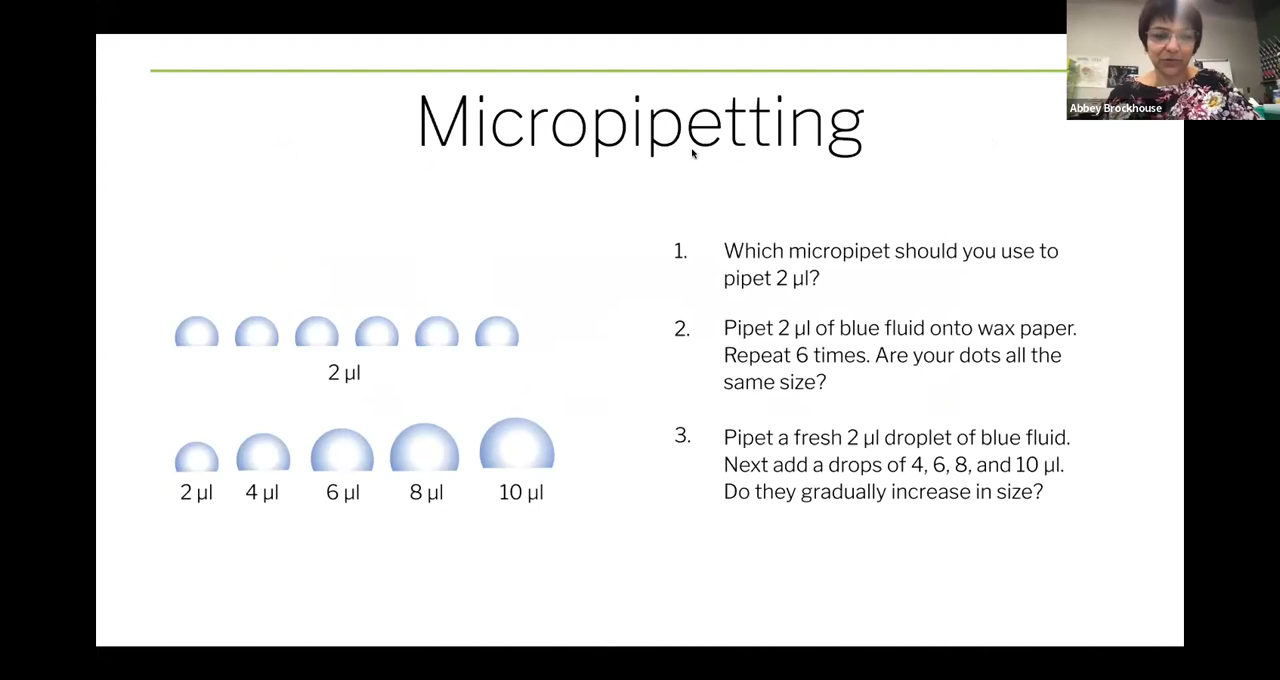 Abbey Brockhouse
Micropipetting
1. Which micropipet should you use to
pipet 2 µl?
2. Pipet 2 µl of blue fluid onto wax paper.
Repeat 6 times. Are your dots all the
same size?
3. Pipet a fresh 2 µl droplet of blue fluid.
Next add a drops of 4, 6, 8, and 10 µl.
Do they gradually increase in size?
2 µl
2 µl 4 µl 6 µl 8 µl 10 µl